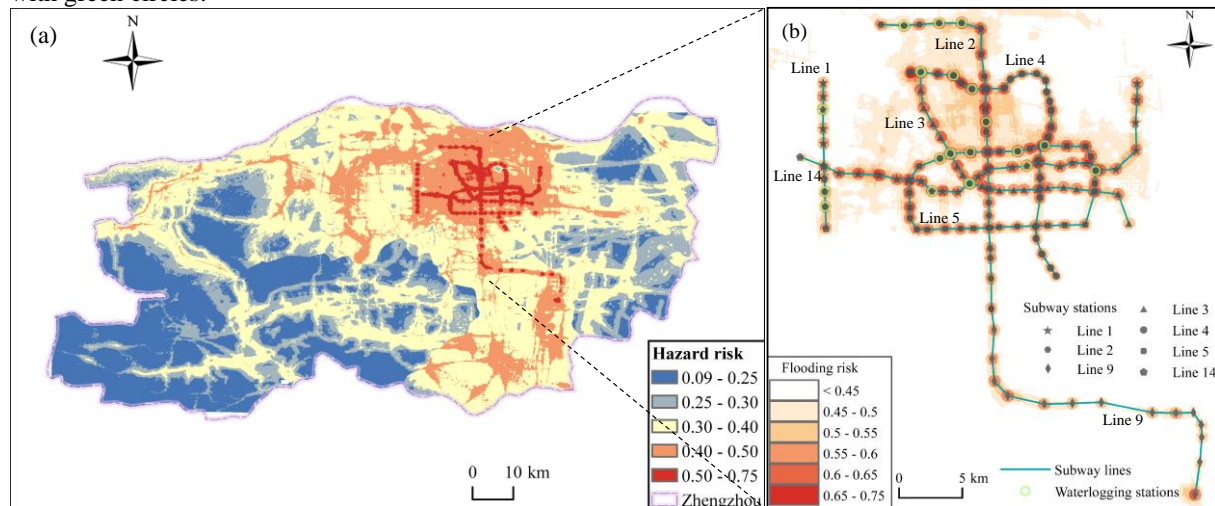 with green circles.
(a)
N
Hazard risk
0.09 - 0.25
0.25 - 0.30
0.30 - 0.40
0.40 - 0.50
0.50 - 0.75
Zhengzhou
0 10 km
(b)
N
Line 2
Line 4
Line 1
Line 3
Line 14
Line 5
Line 9
Subway stations
Line 1
Line 2
Line 9
Line 3
Line 4
Line 5
Line 14
Flooding risk
< 0.45
0.45 - 0.5
0.5 - 0.55
0.55 - 0.6
0.6 - 0.65
0.65 - 0.75
0 5 km
Subway lines
Waterlogging stations